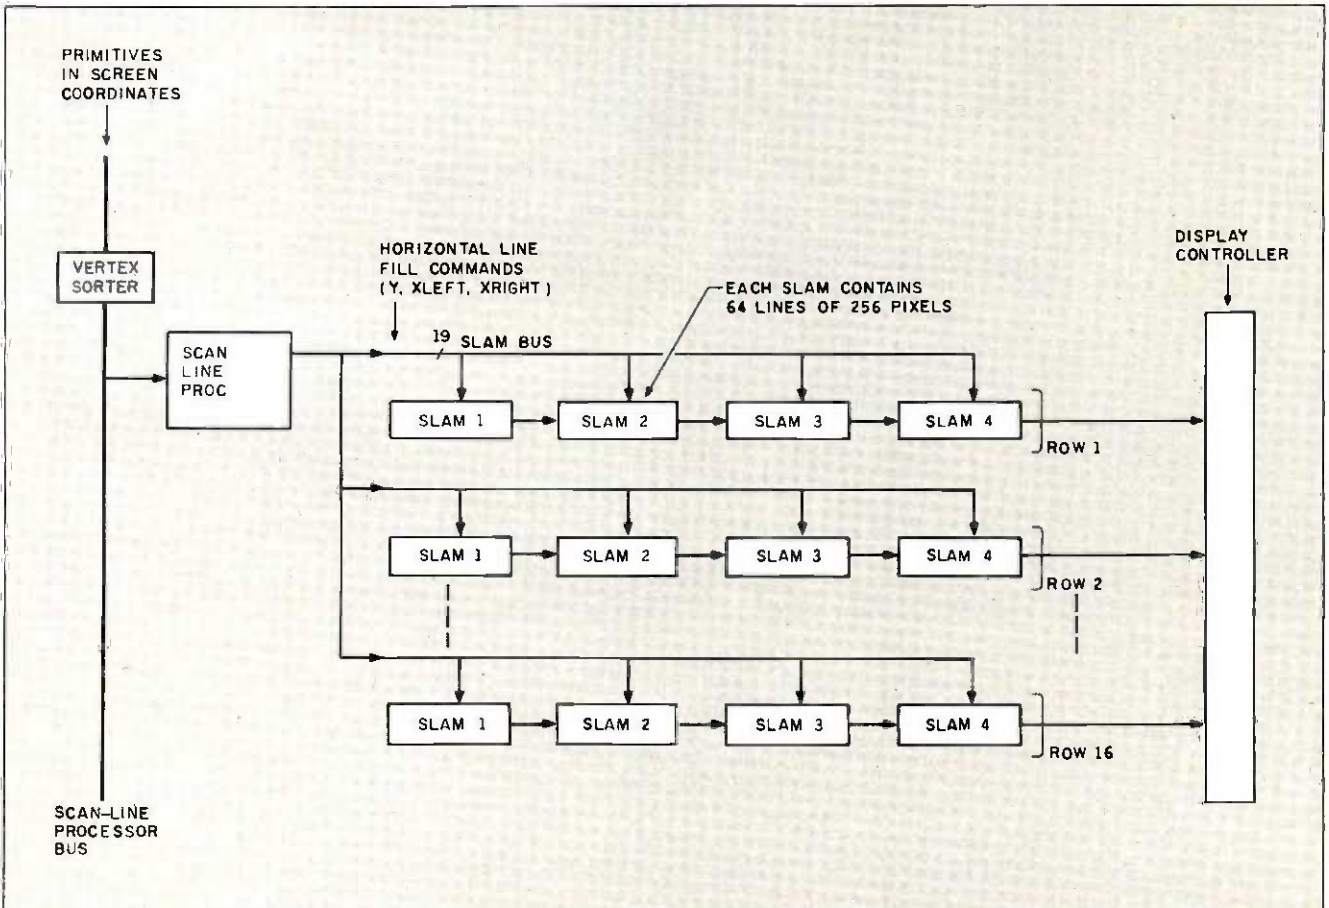 PRIMITIVES
IN SCREEN
COORDINATES
VERTEX
SORTER
SCAN
LINE
PROC
HORIZONTAL LINE
FILL COMMANDS
(Y, XLEFT, XRIGHT)
19 SLAM BUS
EACH SLAM CONTAINS
64 LINES OF 256 PIXELS
DISPLAY
CONTROLLER
SLAM 1 SLAM 2 SLAM 3 SLAM 4
ROW 1
SLAM 1 SLAM 2 SLAM 3 SLAM 4
ROW 2
SLAM 1 SLAM 2 SLAM 3 SLAM 4
ROW 16
SCAN-LINE
PROCESSOR
BUS